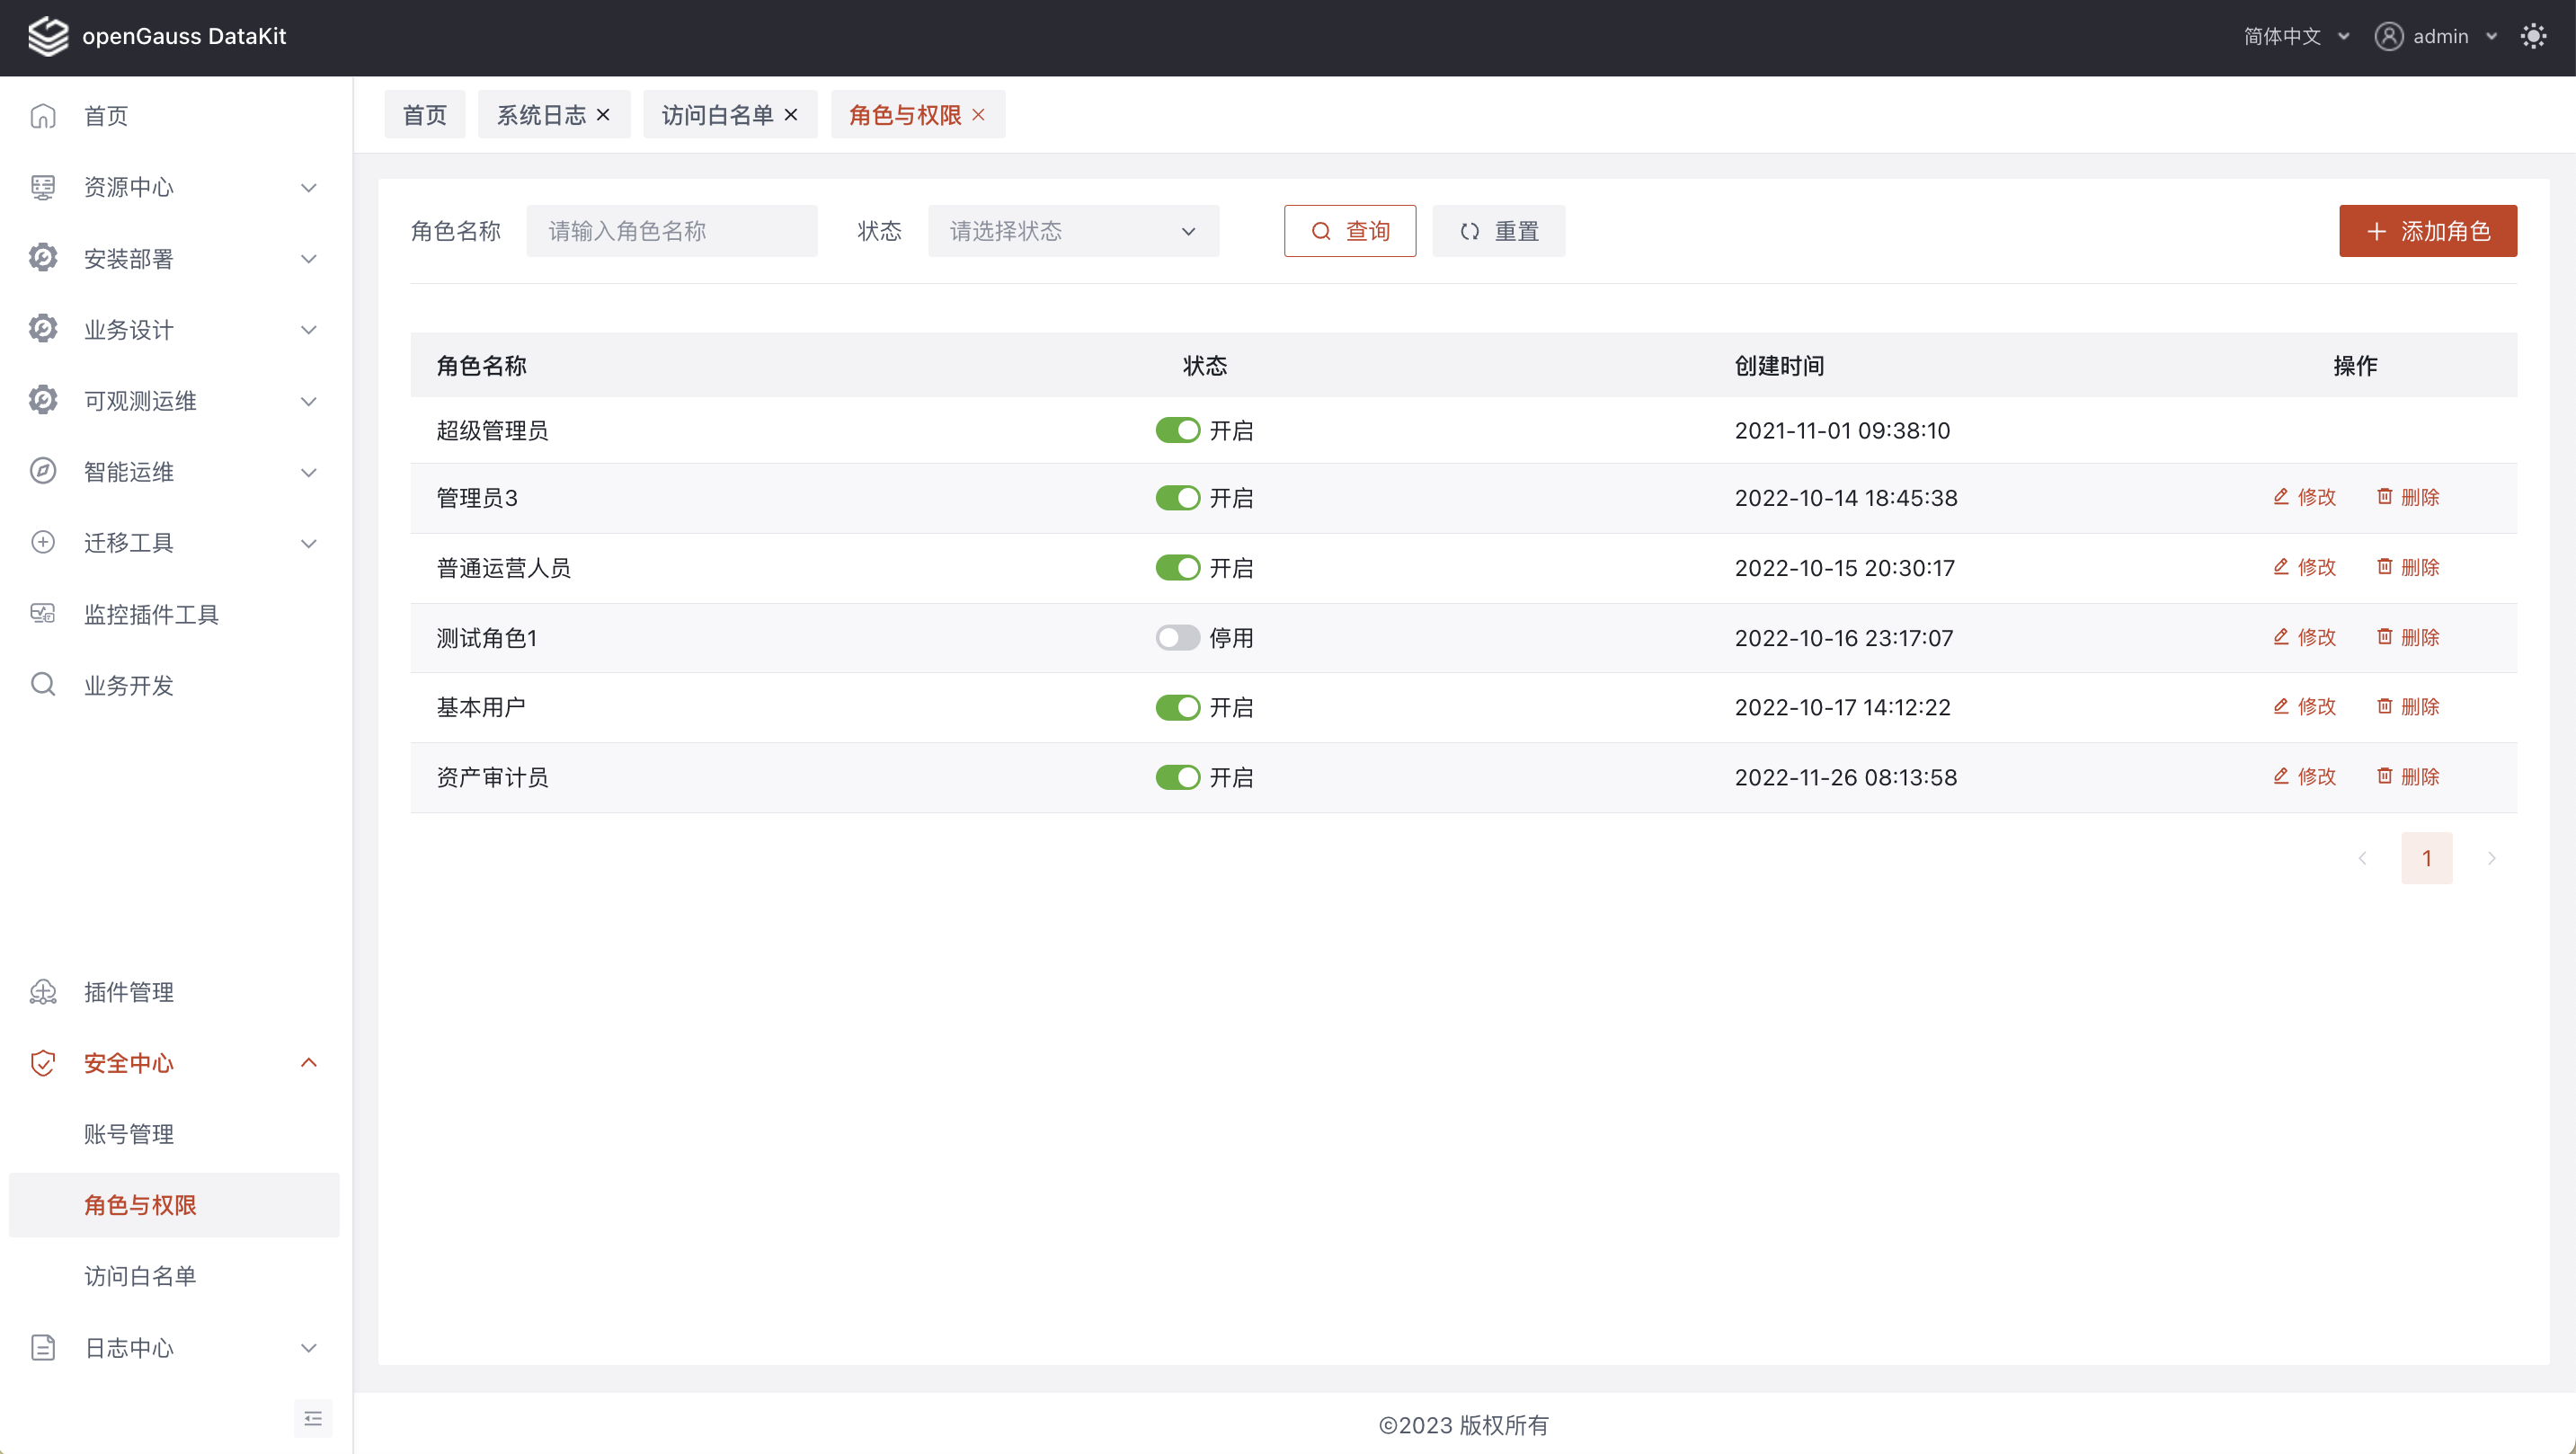 openGauss DataKit
简体中文
admin
首页
资源中心
安装部署
业务设计
可观测运维
智能运维
迁移工具
监控插件工具
业务开发
插件管理
安全中心
账号管理
角色与权限
访问白名单
日志中心
首页 系统日志 访问白名单 角色与权限
角色名称 请输入角色名称 状态 请选择状态 查询 重置 添加角色
角色名称 状态 创建时间 操作
超级管理员 开启 2021-11-01 09:38:10
管理员3 开启 2022-10-14 18:45:38 修改 删除
普通运营人员 开启 2022-10-15 20:30:17 修改 删除
测试角色1 停用 2022-10-16 23:17:07 修改 删除
基本用户 开启 2022-10-17 14:12:22 修改 删除
资产审计员 开启 2022-11-26 08:13:58 修改 删除
1
©2023 版权所有